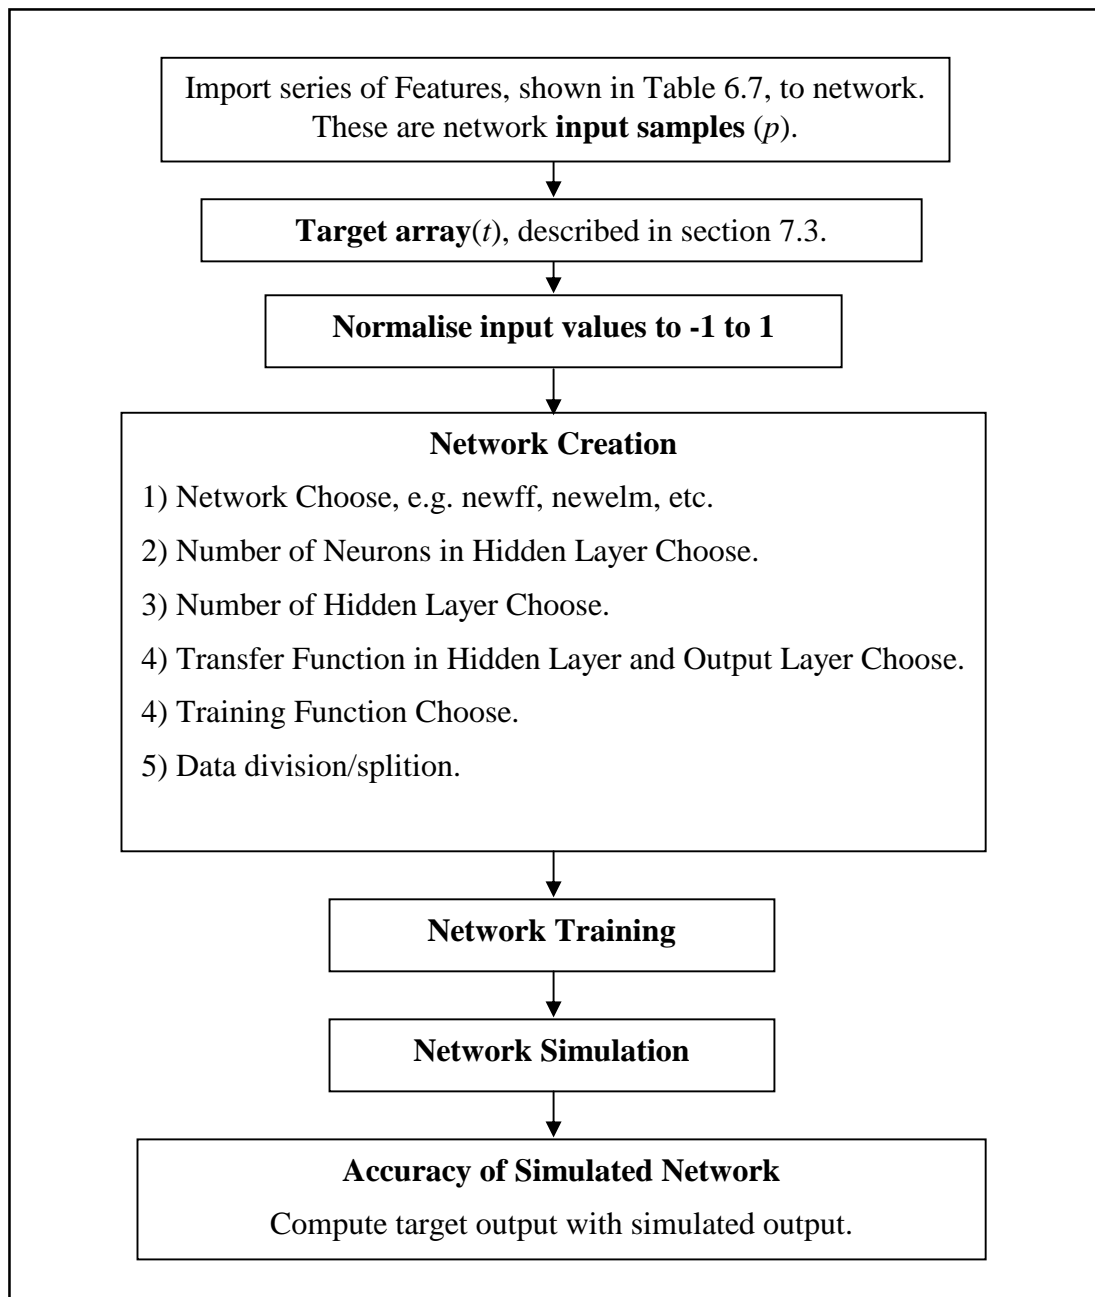 Import series of Features, shown in Table 6.7, to network.
These are network input samples (p).
Target array(t), described in section 7.3.
Normalise input values to -1 to 1
Network Creation
1) Network Choose, e.g. newff, newelm, etc.
2) Number of Neurons in Hidden Layer Choose.
3) Number of Hidden Layer Choose.
4) Transfer Function in Hidden Layer and Output Layer Choose.
4) Training Function Choose.
5) Data division/splition.
Network Training
Network Simulation
Accuracy of Simulated Network
Compute target output with simulated output.